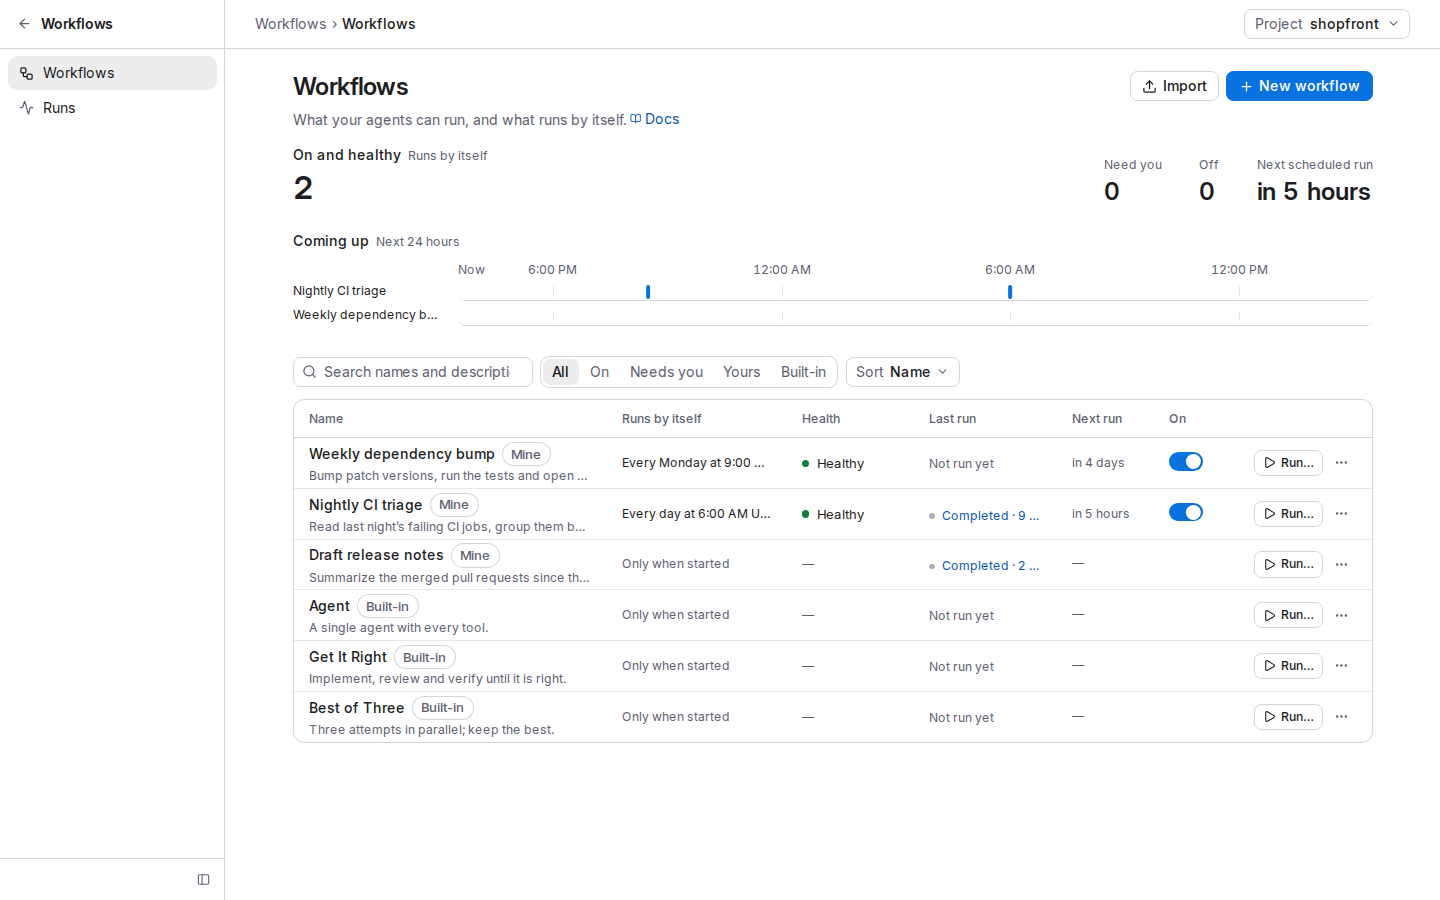 Workflows
Workflows
Runs
Workflows › Workflows
Project shopfront
Workflows
Import
New workflow
What your agents can run, and what runs by itself. Docs
On and healthy Runs by itself
2
Need you
0
Off
0
Next scheduled run
in 5 hours
Coming up Next 24 hours
Now 6:00 PM 12:00 AM 6:00 AM 12:00 PM
Nightly CI triage
Weekly dependency b…
Search names and descripti
All On Needs you Yours Built-in
Sort Name
Name Runs by itself Health Last run Next run On
Weekly dependency bump Mine
Bump patch versions, run the tests and open …
Every Monday at 9:00 … Healthy Not run yet in 4 days Run…
Nightly CI triage Mine
Read last night’s failing CI jobs, group them b…
Every day at 6:00 AM U… Healthy Completed · 9 … in 5 hours Run…
Draft release notes Mine
Summarize the merged pull requests since th…
Only when started — Completed · 2 … — Run…
Agent Built-in
A single agent with every tool.
Only when started — Not run yet — Run…
Get It Right Built-in
Implement, review and verify until it is right.
Only when started — Not run yet — Run…
Best of Three Built-in
Three attempts in parallel; keep the best.
Only when started — Not run yet — Run…